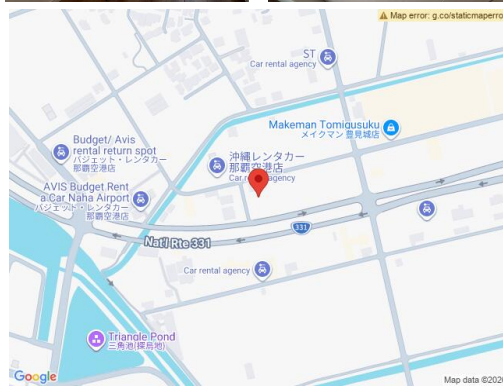 Map error: g.co/staticmaperro
ST
Car rental agency
Makeman Tomigusuku
メイクマン 豊見城店
Budget/ Avis
rental return spot
バジェット・レンタカー
那覇空港店
沖縄レンタカー
那覇空港店
Car rental agency
AVIS Budget Rent
a Car Naha Airport
バジェット・レンタカー
那覇空港店
331
Nat'l Rte 331
Car rental agency
Triangle Pond
Google
Map data ©202